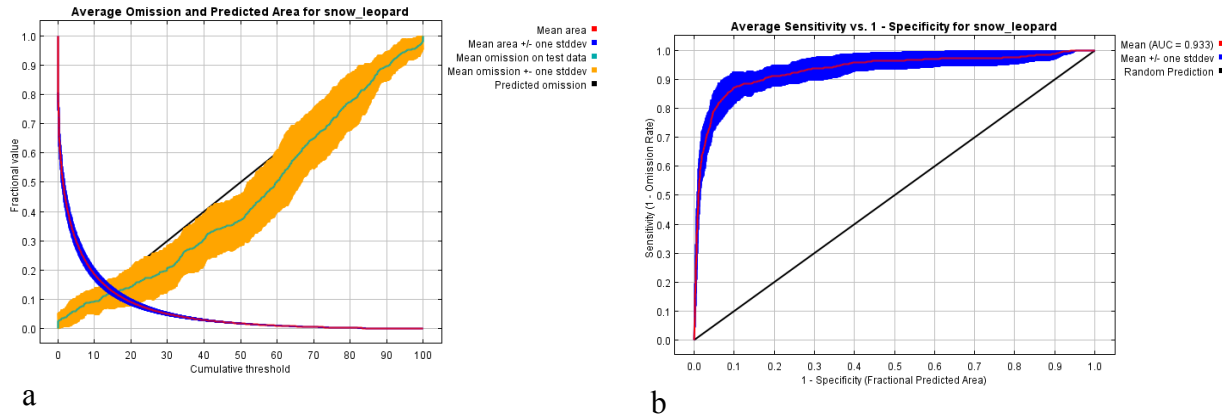 Average Omission and Predicted Area for snow_leopard
Mean area
Mean area +/- one stddev
Mean omission on test data
Mean omission +- one stddev
Predicted omission
Fractional value
1.0
0.9
0.8
0.7
0.6
0.5
0.4
0.3
0.2
0.1
0.0
0 10 20 30 40 50 60 70 80 90 100
Cumulative threshold
a
Average Sensitivity vs. 1 - Specificity for snow_leopard
Mean (AUC = 0.933)
Mean +/- one stddev
Random Prediction
Sensitivity (1 - Omission Rate)
1.0
0.9
0.8
0.7
0.6
0.5
0.4
0.3
0.2
0.1
0.0
0.0 0.1 0.2 0.3 0.4 0.5 0.6 0.7 0.8 0.9 1.0
1 - Specificity (Fractional Predicted Area)
b